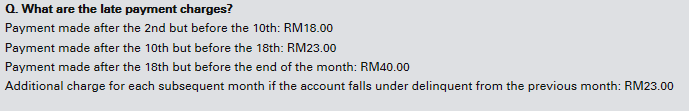 Q. What are the late payment charges?
Payment made after the 2nd but before the 10th: RM18.00
Payment made after the 10th but before the 18th: RM23.00
Payment made after the 18th but before the end of the month: RM40.00
Additional charge for each subsequent month if the account falls under delinquent from the previous month: RM23.00